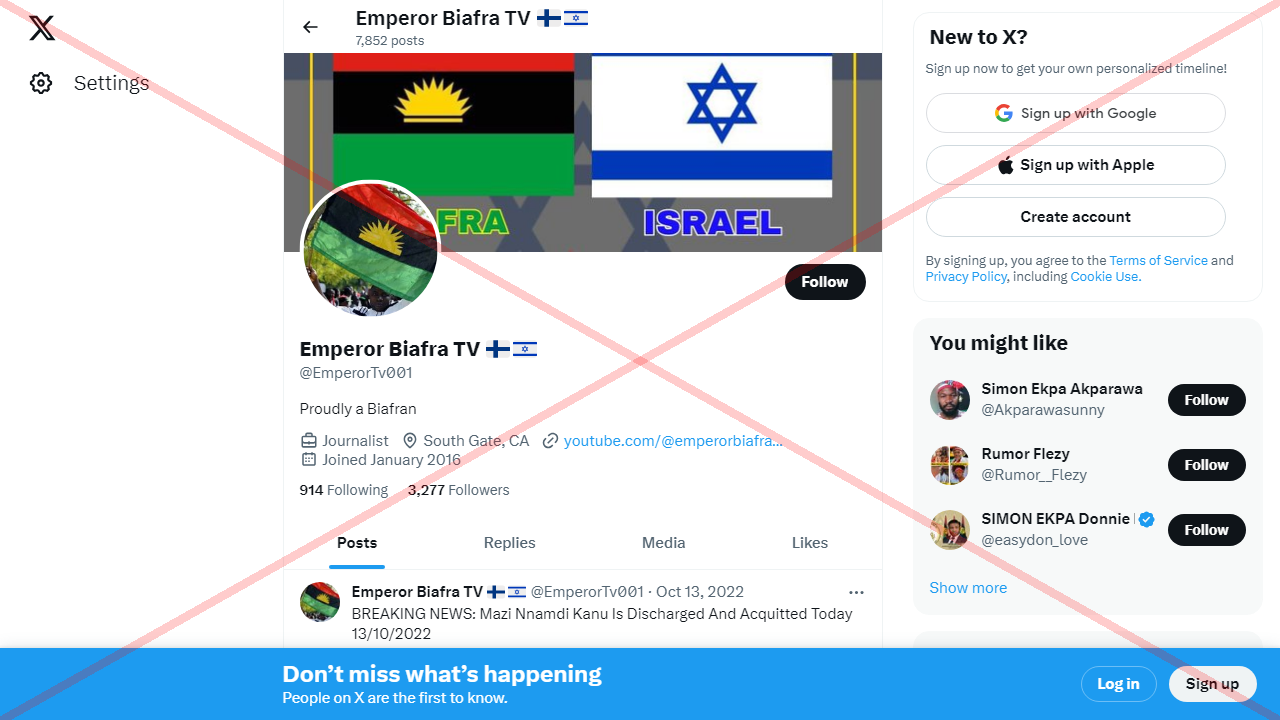 Settings
Emperor Biafra TV
7,852 posts
FRA
ISRAEL
Follow
Emperor Biafra TV
@EmperorTv001
Proudly a Biafran
Journalist South Gate, CA youtube.com/@emperorbiafra...
Joined January 2016
914 Following 3,277 Followers
Posts Replies Media Likes
Emperor Biafra TV @EmperorTv001 · Oct 13, 2022
BREAKING NEWS: Mazi Nnamdi Kanu Is Discharged And Acquitted Today
13/10/2022
New to X?
Sign up now to get your own personalized timeline!
Sign up with Google
Sign up with Apple
Create account
By signing up, you agree to the Terms of Service and
Privacy Policy, including Cookie Use.
You might like
Simon Ekpa Akparawa
@Akparawasunny
Follow
Rumor Flezy
@Rumor__Flezy
Follow
SIMON EKPA Donnie
@easydon_love
Follow
Show more
Don’t miss what’s happening
People on X are the first to know.
Log in
Sign up